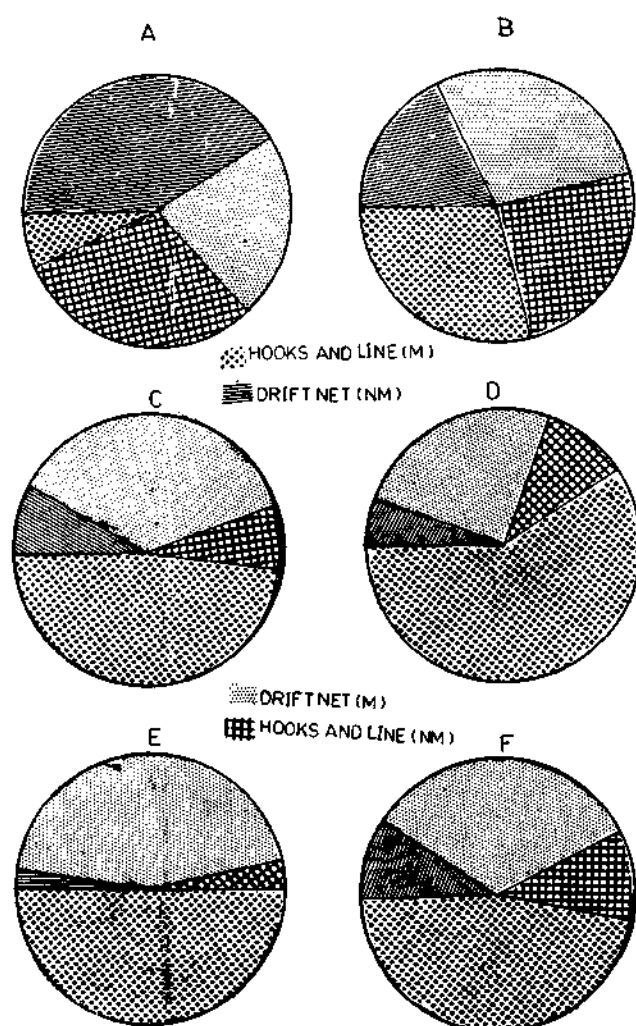 A
B
HOOKS AND LINE (M)
DRIFT NET (NM)
C
D
DRIFT NET (M)
HOOKS AND LINE (NM)
E
F